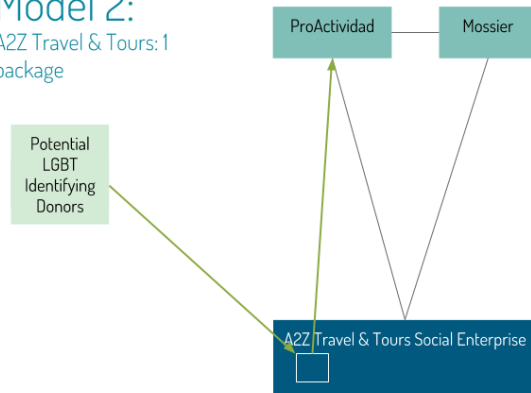 Model 2:
A2Z Travel & Tours: 1
package
ProActividad
Mossier
Potential
LGBT
Identifying
Donors
A2Z Travel & Tours Social Enterprise